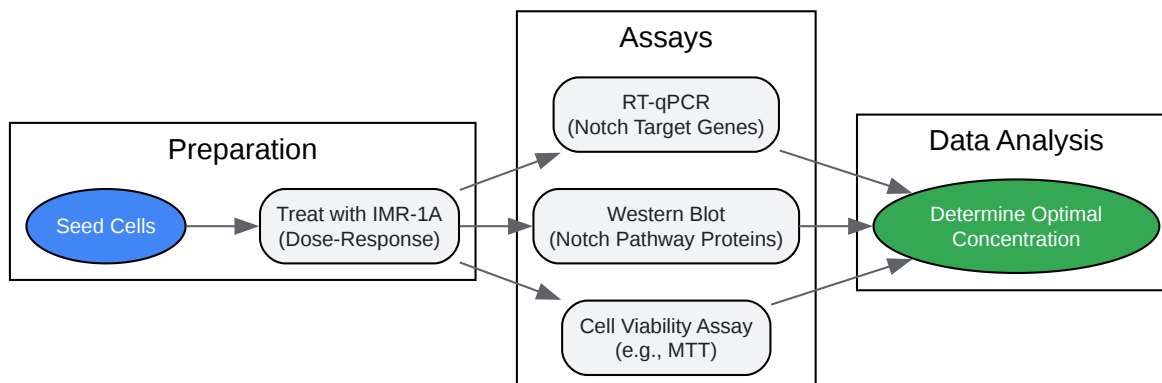 Preparation
Seed Cells
Treat with IMR-1A
(Dose-Response)
Assays
RT-qPCR
(Notch Target Genes)
Western Blot
(Notch Pathway Proteins)
Cell Viability Assay
(e.g., MTT)
Data Analysis
Determine Optimal
Concentration